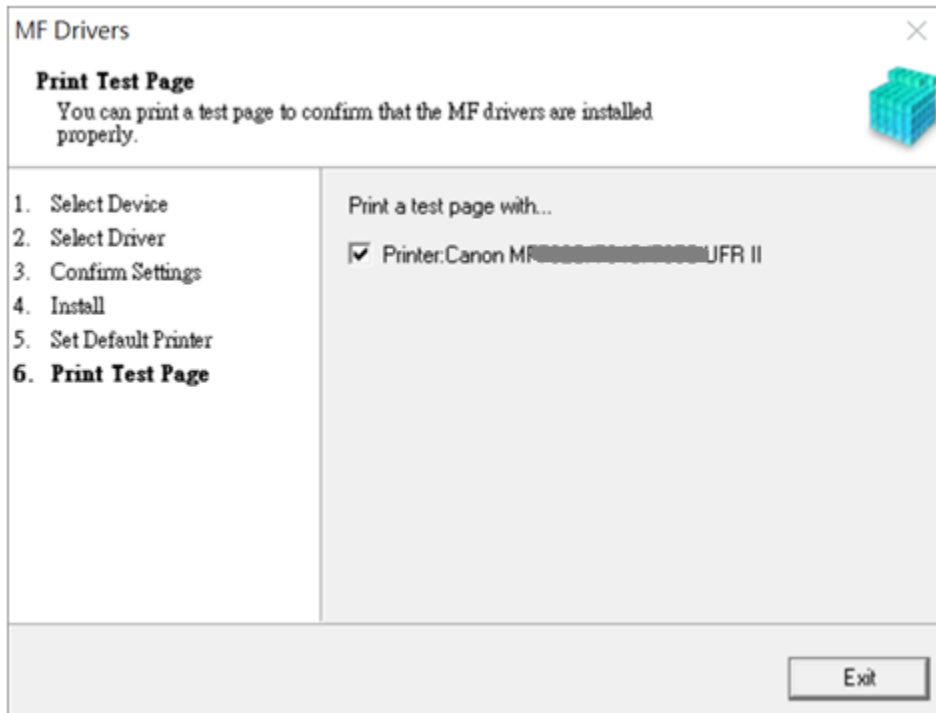 MF Drivers
Print Test Page
You can print a test page to confirm that the MF drivers are installed
properly.
1. Select Device
2. Select Driver
3. Confirm Settings
4. Install
5. Set Default Printer
6. Print Test Page
Print a test page with...
Printer:Canon UFR II
Exit